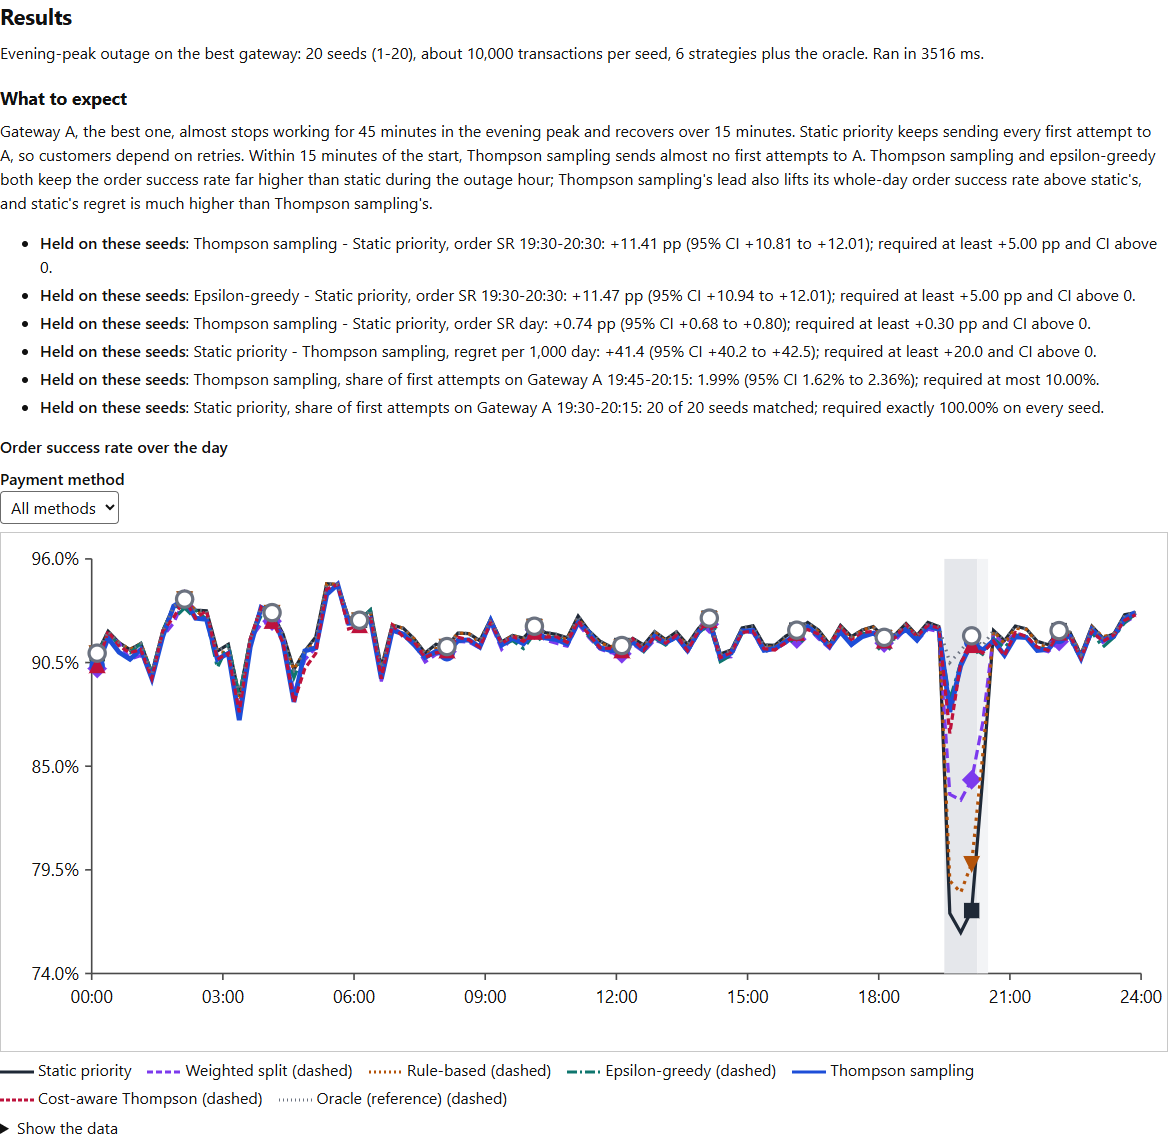 Results
Evening-peak outage on the best gateway: 20 seeds (1-20), about 10,000 transactions per seed, 6 strategies plus the oracle. Ran in 3516 ms.
What to expect
Gateway A, the best one, almost stops working for 45 minutes in the evening peak and recovers over 15 minutes. Static priority keeps sending every first attempt to
A, so customers depend on retries. Within 15 minutes of the start, Thompson sampling sends almost no first attempts to A. Thompson sampling and epsilon-greedy
both keep the order success rate far higher than static during the outage hour; Thompson sampling's lead also lifts its whole-day order success rate above static's,
and static's regret is much higher than Thompson sampling's.
• Held on these seeds: Thompson sampling - Static priority, order SR 19:30-20:30: +11.41 pp (95% CI +10.81 to +12.01); required at least +5.00 pp and CI above
0.
• Held on these seeds: Epsilon-greedy - Static priority, order SR 19:30-20:30: +11.47 pp (95% CI +10.94 to +12.01); required at least +5.00 pp and CI above 0.
• Held on these seeds: Thompson sampling - Static priority, order SR day: +0.74 pp (95% CI +0.68 to +0.80); required at least +0.30 pp and CI above 0.
• Held on these seeds: Static priority - Thompson sampling, regret per 1,000 day: +41.4 (95% CI +40.2 to +42.5); required at least +20.0 and CI above 0.
• Held on these seeds: Thompson sampling, share of first attempts on Gateway A 19:45-20:15: 1.99% (95% CI 1.62% to 2.36%); required at most 10.00%.
• Held on these seeds: Static priority, share of first attempts on Gateway A 19:30-20:15: 20 of 20 seeds matched; required exactly 100.00% on every seed.
Order success rate over the day
Payment method
All methods
96.0%
90.5%
85.0%
79.5%
74.0%
00:00 03:00 06:00 09:00 12:00 15:00 18:00 21:00 24:00
Static priority Weighted split (dashed) Rule-based (dashed) Epsilon-greedy (dashed) Thompson sampling
Cost-aware Thompson (dashed) Oracle (reference) (dashed)
Show the data